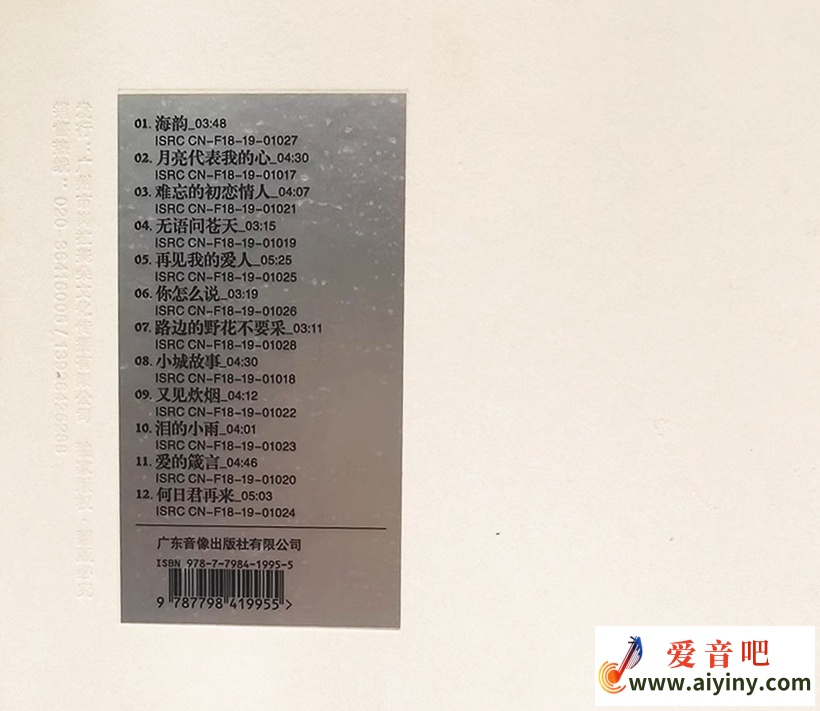 01. 海韵_03:48
ISRC CN-F18-19-01027
02. 月亮代表我的心_04:30
ISRC CN-F18-19-01017
03. 难忘的初恋情人_04:07
ISRC CN-F18-19-01021
04. 无语问苍天_03:15
ISRC CN-F18-19-01019
05. 再见我的爱人_05:25
ISRC CN-F18-19-01025
06. 你怎么说_03:19
ISRC CN-F18-19-01026
07. 路边的野花不要采_03:11
ISRC CN-F18-19-01028
08. 小城故事_04:30
ISRC CN-F18-19-01018
09. 又见炊烟_04:12
ISRC CN-F18-19-01022
10. 泪的小雨_04:01
ISRC CN-F18-19-01023
11. 爱的箴言_04:46
ISRC CN-F18-19-01020
12. 何日君再来_05:03
ISRC CN-F18-19-01024
广东音像出版社有限公司
ISBN 978-7-7984-1995-5
9 787798 419955 >
爱音吧
www.aiyiny.com